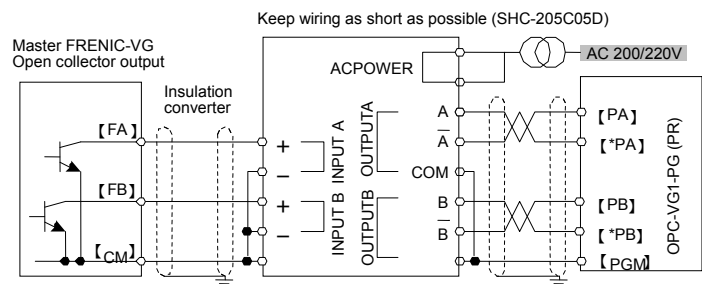 Keep wiring as short as possible (SHC-205C05D)
Master FRENIC-VG
Open collector output
Insulation
converter
ACPOWER
AC 200/220V
【FA】
【FB】
【CM】
+
−
+
−
INPUT A
INPUT B
OUTPUTA
OUTPUTB
A
A̅
COM
B
B̅
【PA】
【*PA】
【PB】
【*PB】
【PGM】
OPC-VG1-PG (PR)